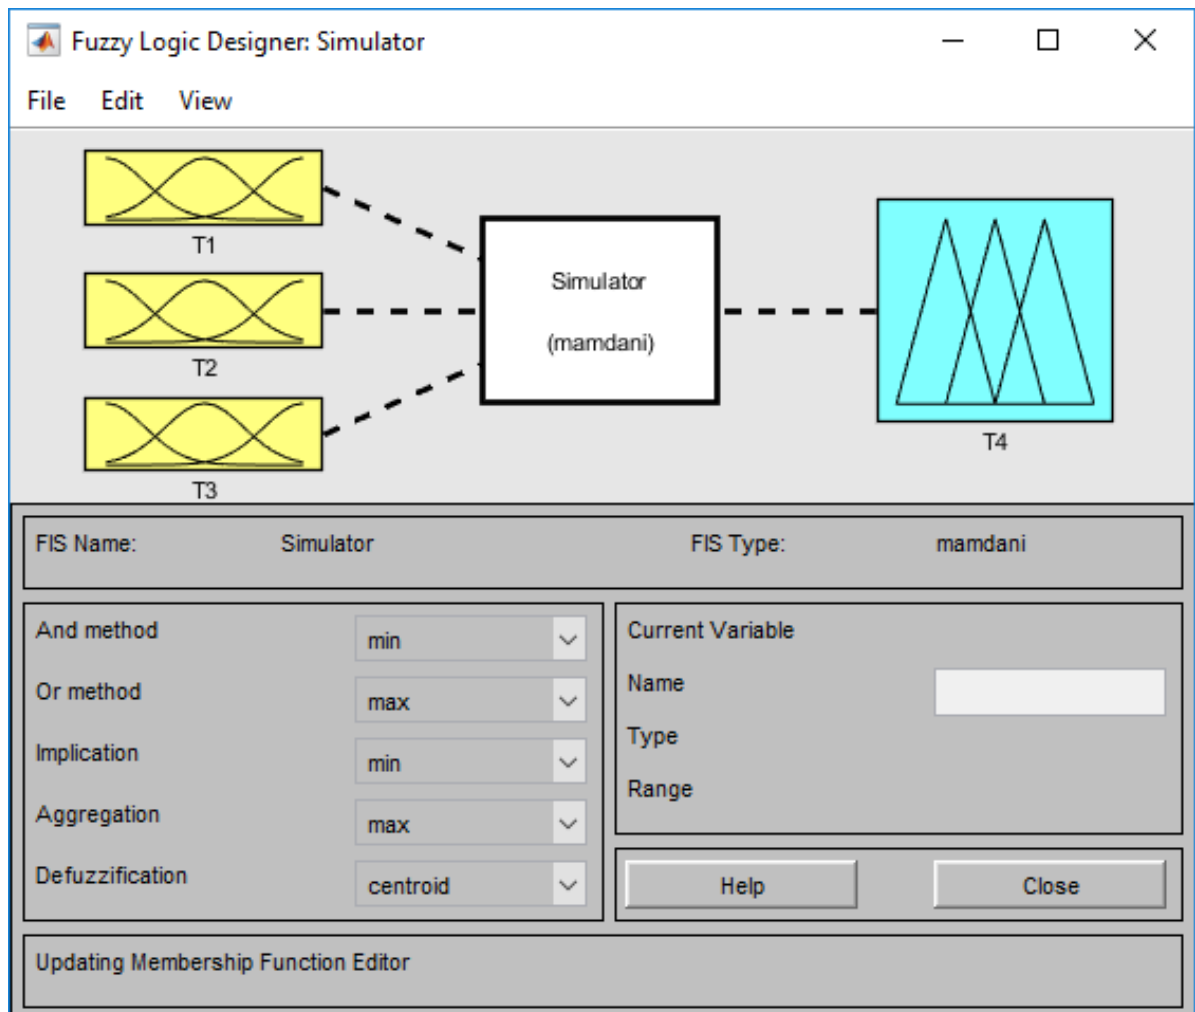 Fuzzy Logic Designer: Simulator
File Edit View
T1
T2
T3
Simulator
(mamdani)
T4
FIS Name: Simulator FIS Type: mamdani
And method min
Or method max
Implication min
Aggregation max
Defuzzification centroid
Current Variable
Name
Type
Range
Help Close
Updating Membership Function Editor